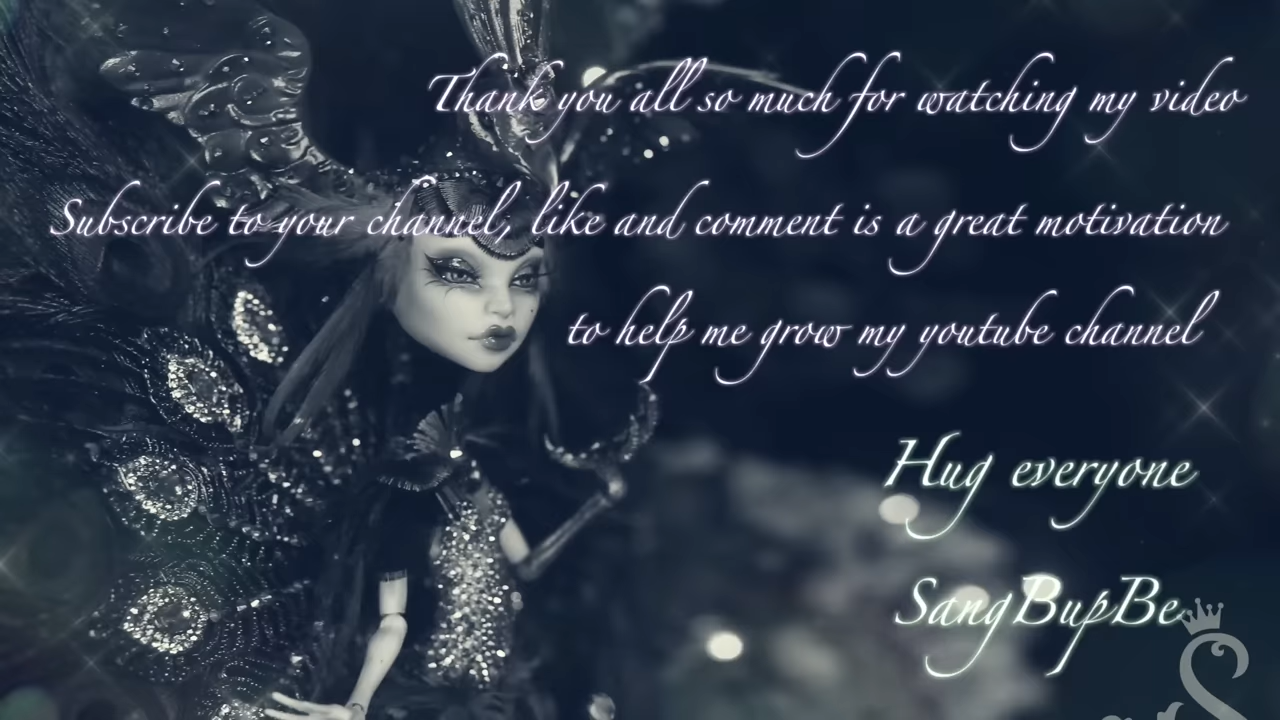 Thank you all so much for watching my video
Subscribe to your channel, like and comment is a great motivation
to help me grow my youtube channel
Hug everyone
SangBupBe